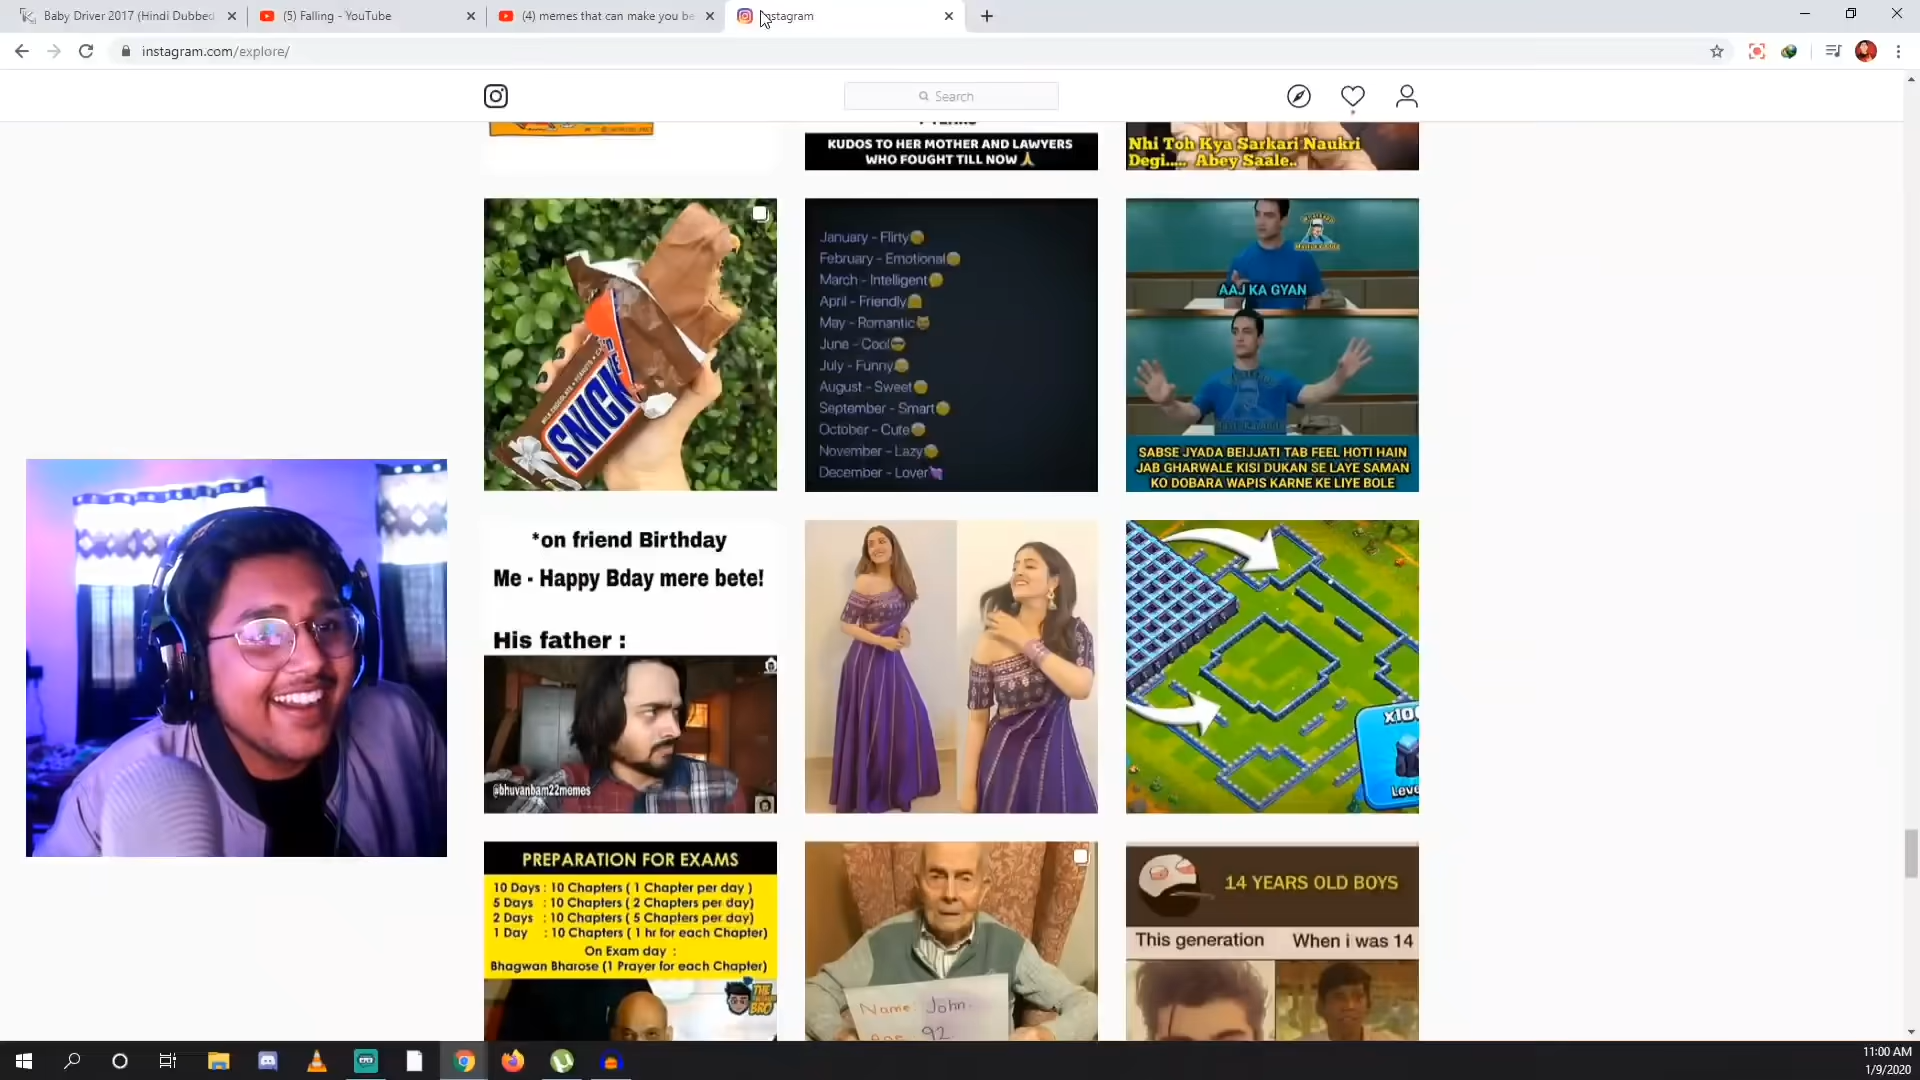 Baby Driver 2017 (Hindi Dubbed
(5) Falling - YouTube
(4) memes that can make you be
stagram
instagram.com/explore/
Search
KUDOS TO HER MOTHER AND LAWYERS
WHO FOUGHT TILL NOW
Nhi Toh Kya Sarkari Naukri
Degi..... Abey Saale..
SNICK
January - Flirty
February - Emotional
March - Intelligent
April - Friendly
May - Romantic
June - Cool
July - Funny
August - Sweet
September - Smart
October - Cute
November - Lazy
December - Lover
AAJ KA GYAN
SABSE JYADA BEIJJATI TAB FEEL HOTI HAIN
JAB GHARWALE KISI DUKAN SE LAYE SAMAN
KO DOBARA WAPIS KARNE KE LIYE BOLE
*on friend Birthday
Me - Happy Bday mere bete!
His father :
@bhuvanbam22memes
x100
Leve
PREPARATION FOR EXAMS
10 Days : 10 Chapters ( 1 Chapter per day )
5 Days : 10 Chapters ( 2 Chapters per day)
2 Days : 10 Chapters ( 5 Chapters per day)
1 Day : 10 Chapters ( 1 hr for each Chapter)
On Exam day :
Bhagwan Bharose (1 Prayer for each Chapter)
THE
BRO
Name: John.
Age 92
14 YEARS OLD BOYS
This generation
When i was 14
11:00 AM
1/9/2020